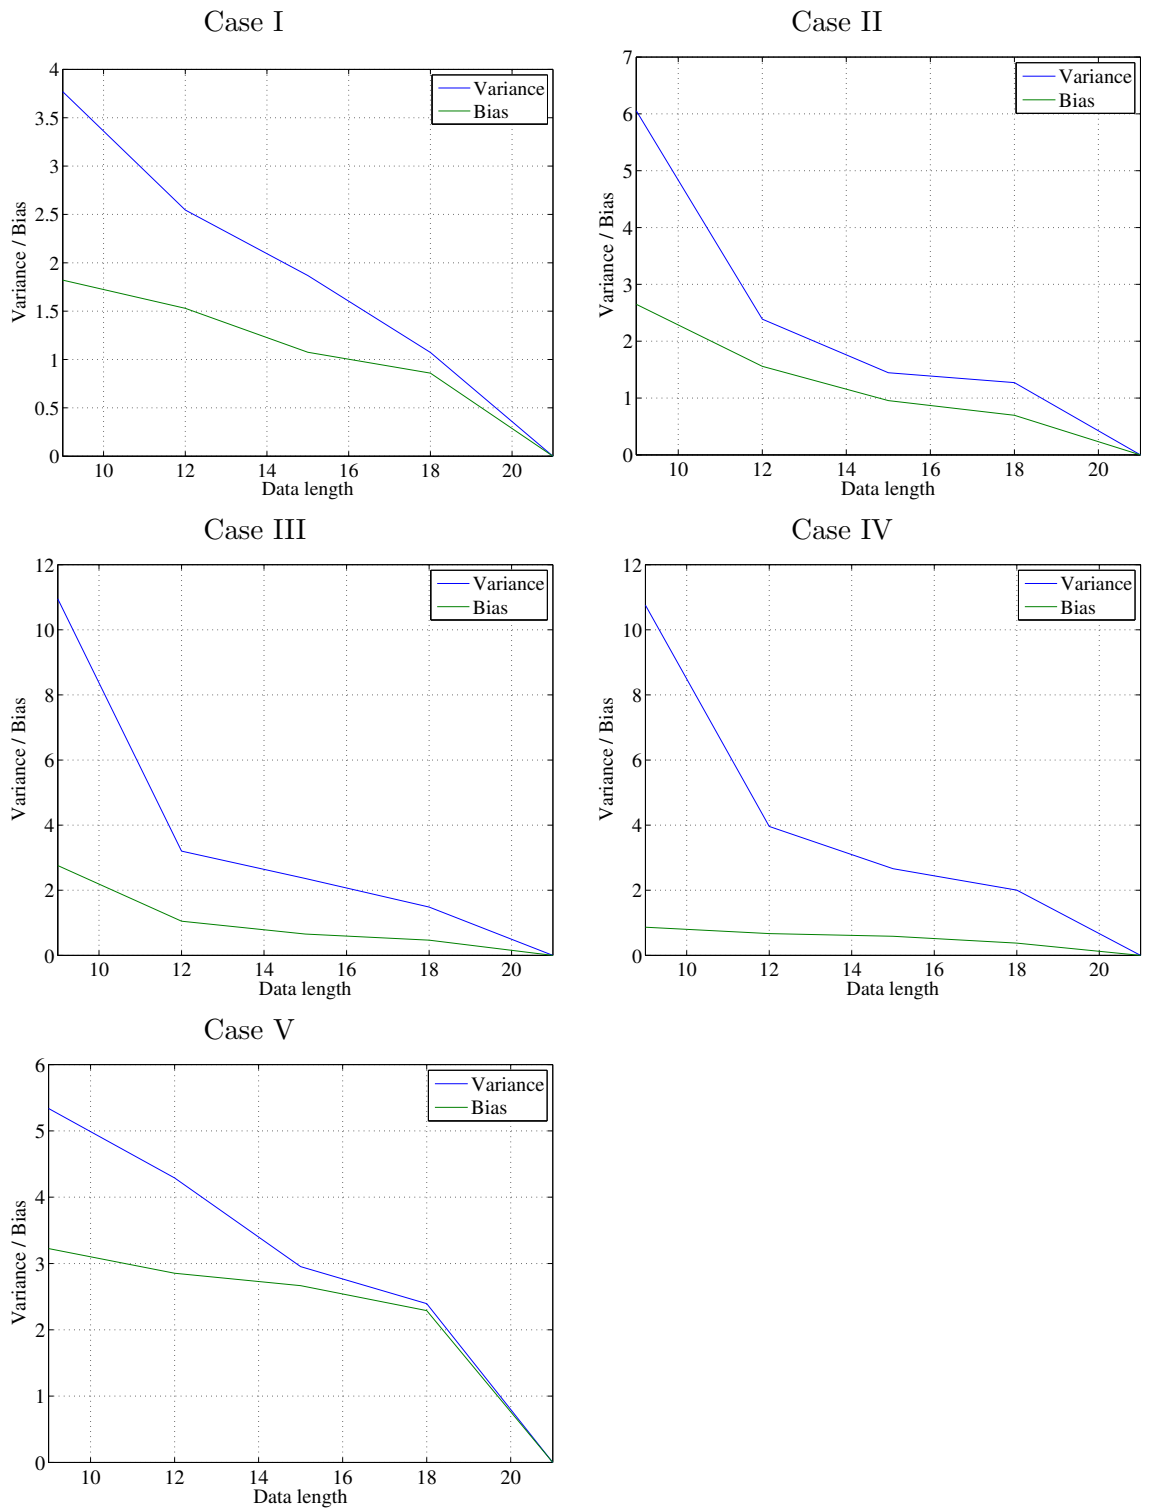 Case I
4
3.5
3
2.5
2
1.5
1
0.5
0
Variance / Bias
Variance
Bias
10 12 14 16 18 20
Data length
Case II
7
6
5
4
3
2
1
0
Variance / Bias
Variance
Bias
10 12 14 16 18 20
Data length
Case III
12
10
8
6
4
2
0
Variance / Bias
Variance
Bias
10 12 14 16 18 20
Data length
Case IV
12
10
8
6
4
2
0
Variance / Bias
Variance
Bias
10 12 14 16 18 20
Data length
Case V
6
5
4
3
2
1
0
Variance / Bias
Variance
Bias
10 12 14 16 18 20
Data length